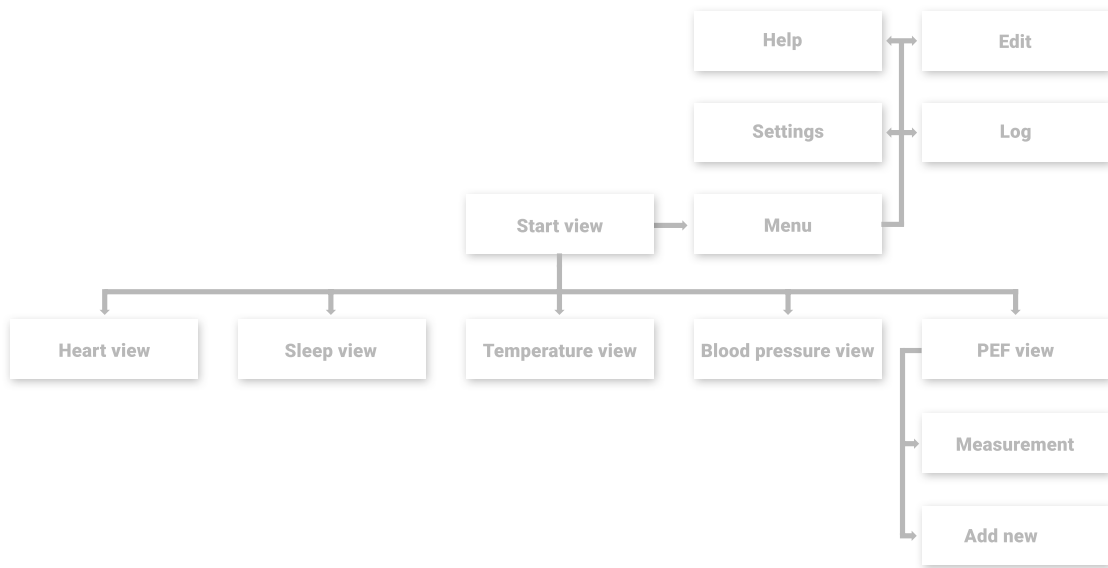 Help
Edit
Settings
Log
Start view
Menu
Heart view
Sleep view
Temperature view
Blood pressure view
PEF view
Measurement
Add new